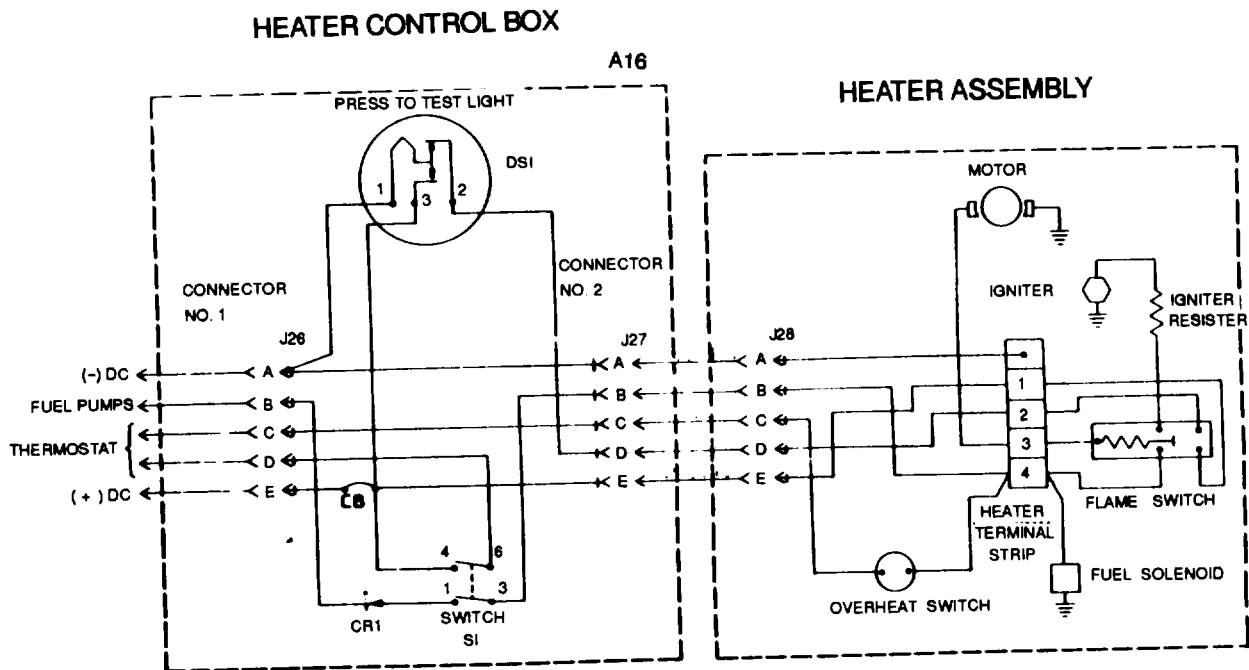 HEATER CONTROL BOX
A16
HEATER ASSEMBLY
PRESS TO TEST LIGHT
DSI
1
3
2
MOTOR
CONNECTOR
NO. 1
CONNECTOR
NO. 2
IGNITER
IGNITER
RESISTER
J26
J27
J28
(-) DC
A
A
A
FUEL PUMPS
B
B
B
1
THERMOSTAT
C
C
C
2
D
D
D
3
(+) DC
E
E
E
4
CB
FLAME SWITCH
HEATER
TERMINAL
STRIP
4
6
1
3
CR1
SWITCH
SI
OVERHEAT SWITCH
FUEL SOLENOID